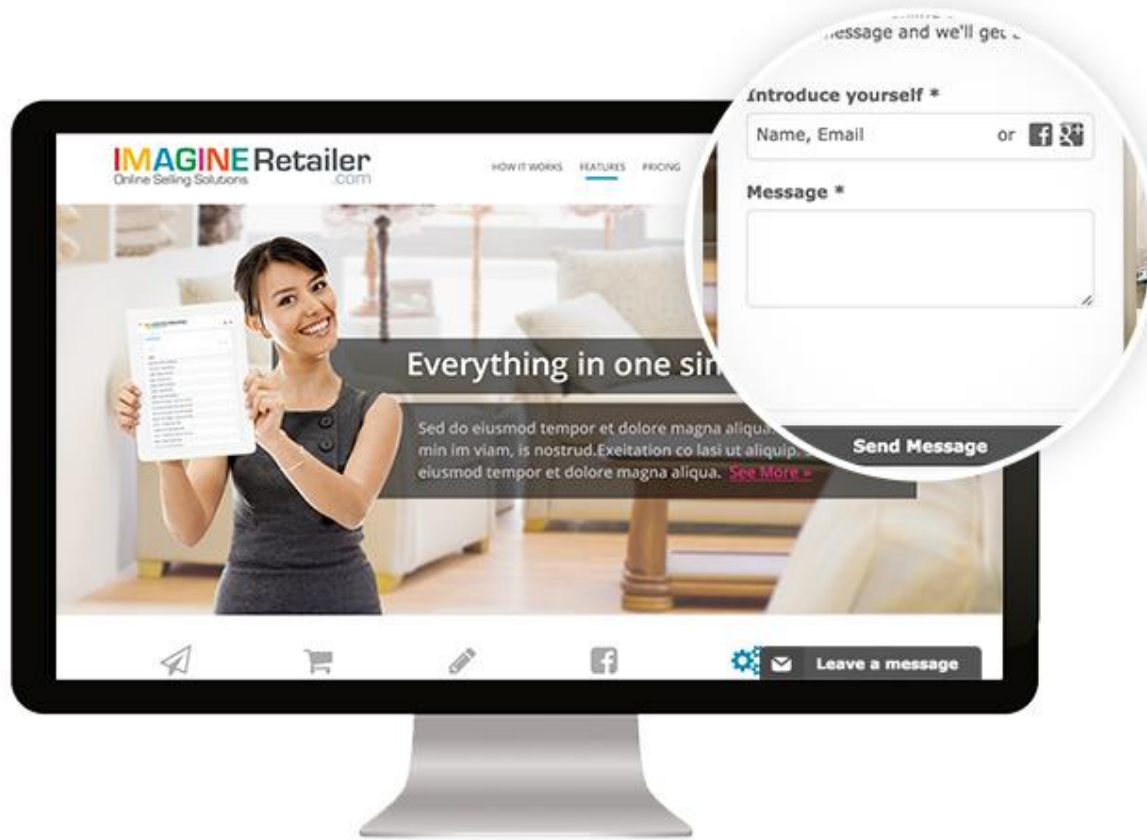 IMAGINE Retailer
Online Selling Solutions .com
HOW IT WORKS FEATURES PRICING
Everything in one
Sed do eiusmod tempor et dolore magna aliqua.
min im viam, is nostrud.Exeitation co lasi ut aliquip.
eiusmod tempor et dolore magna aliqua. See More »
Leave a message
message and we'll get
Introduce yourself *
Name, Email or
Message *
Send Message